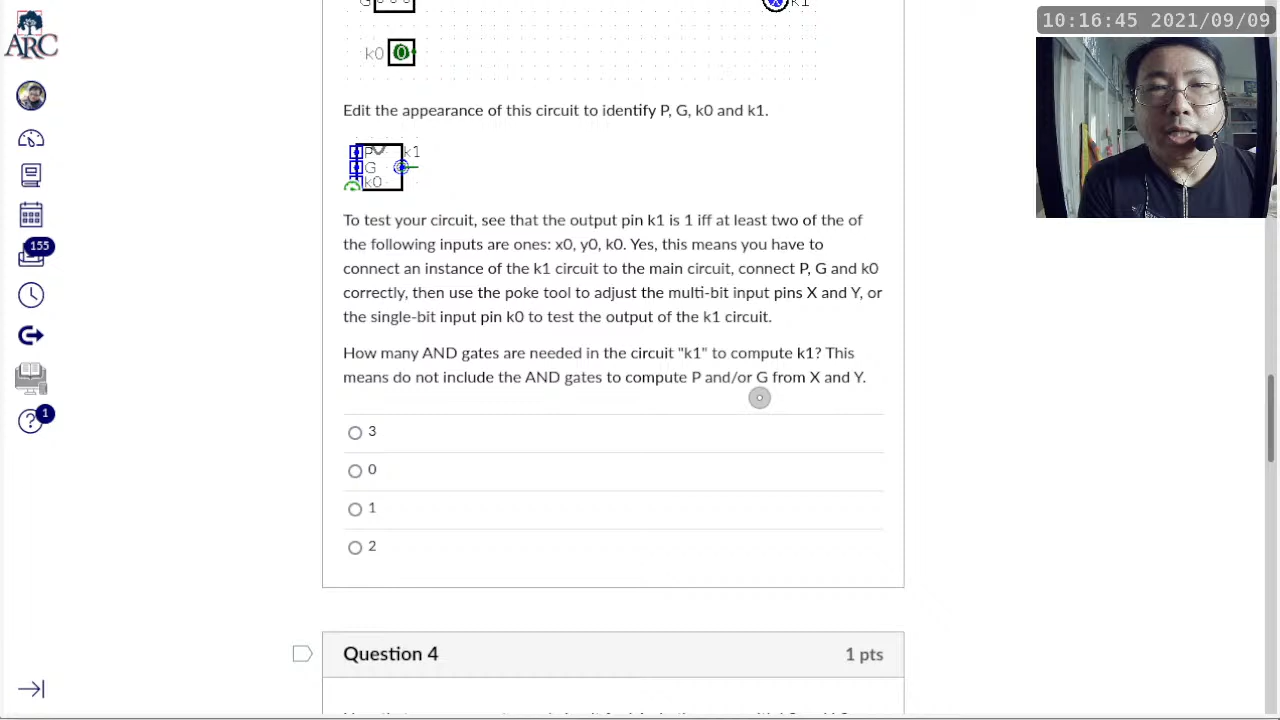 10:16:45 2021/09/09
ARC
G
k1
k0
0
Edit the appearance of this circuit to identify P, G, k0 and k1.
P
k1
G
k0
155
To test your circuit, see that the output pin k1 is 1 iff at least two of the of
the following inputs are ones: x0, y0, k0. Yes, this means you have to
connect an instance of the k1 circuit to the main circuit, connect P, G and k0
correctly, then use the poke tool to adjust the multi-bit input pins X and Y, or
the single-bit input pin k0 to test the output of the k1 circuit.
How many AND gates are needed in the circuit "k1" to compute k1? This
means do not include the AND gates to compute P and/or G from X and Y.
1
3
0
1
2
Question 4
1 pts